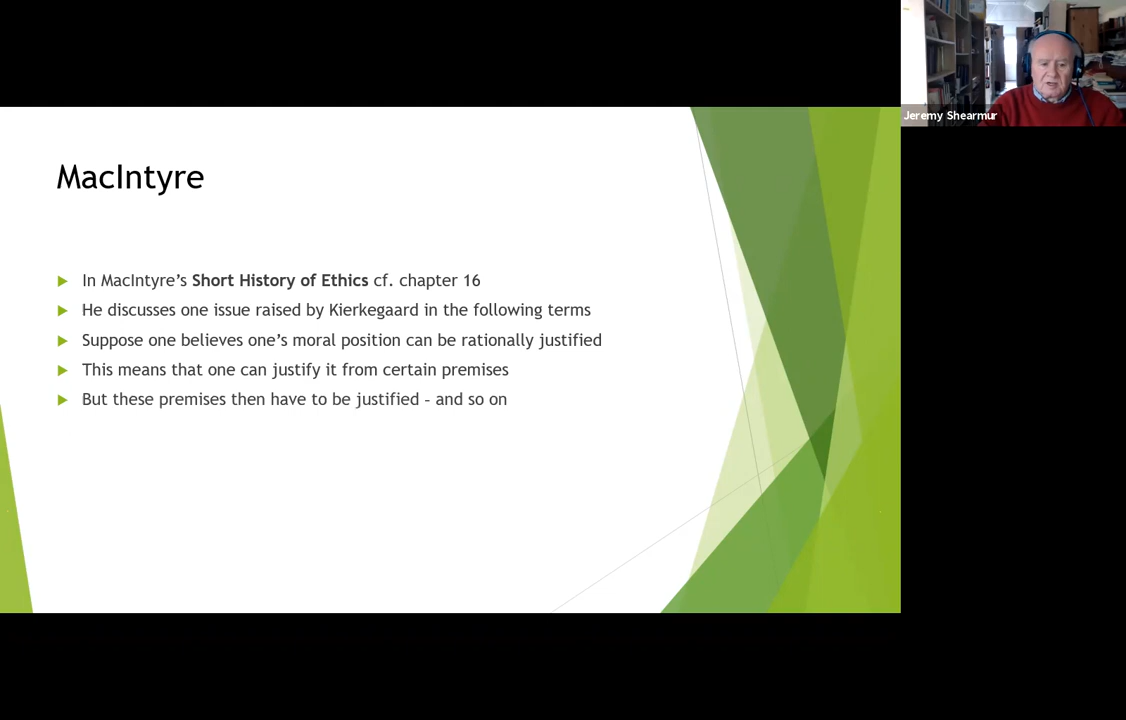 Jeremy Shearmur
MacIntyre
In MacIntyre's Short History of Ethics cf. chapter 16
He discusses one issue raised by Kierkegaard in the following terms
Suppose one believes one's moral position can be rationally justified
This means that one can justify it from certain premises
But these premises then have to be justified – and so on